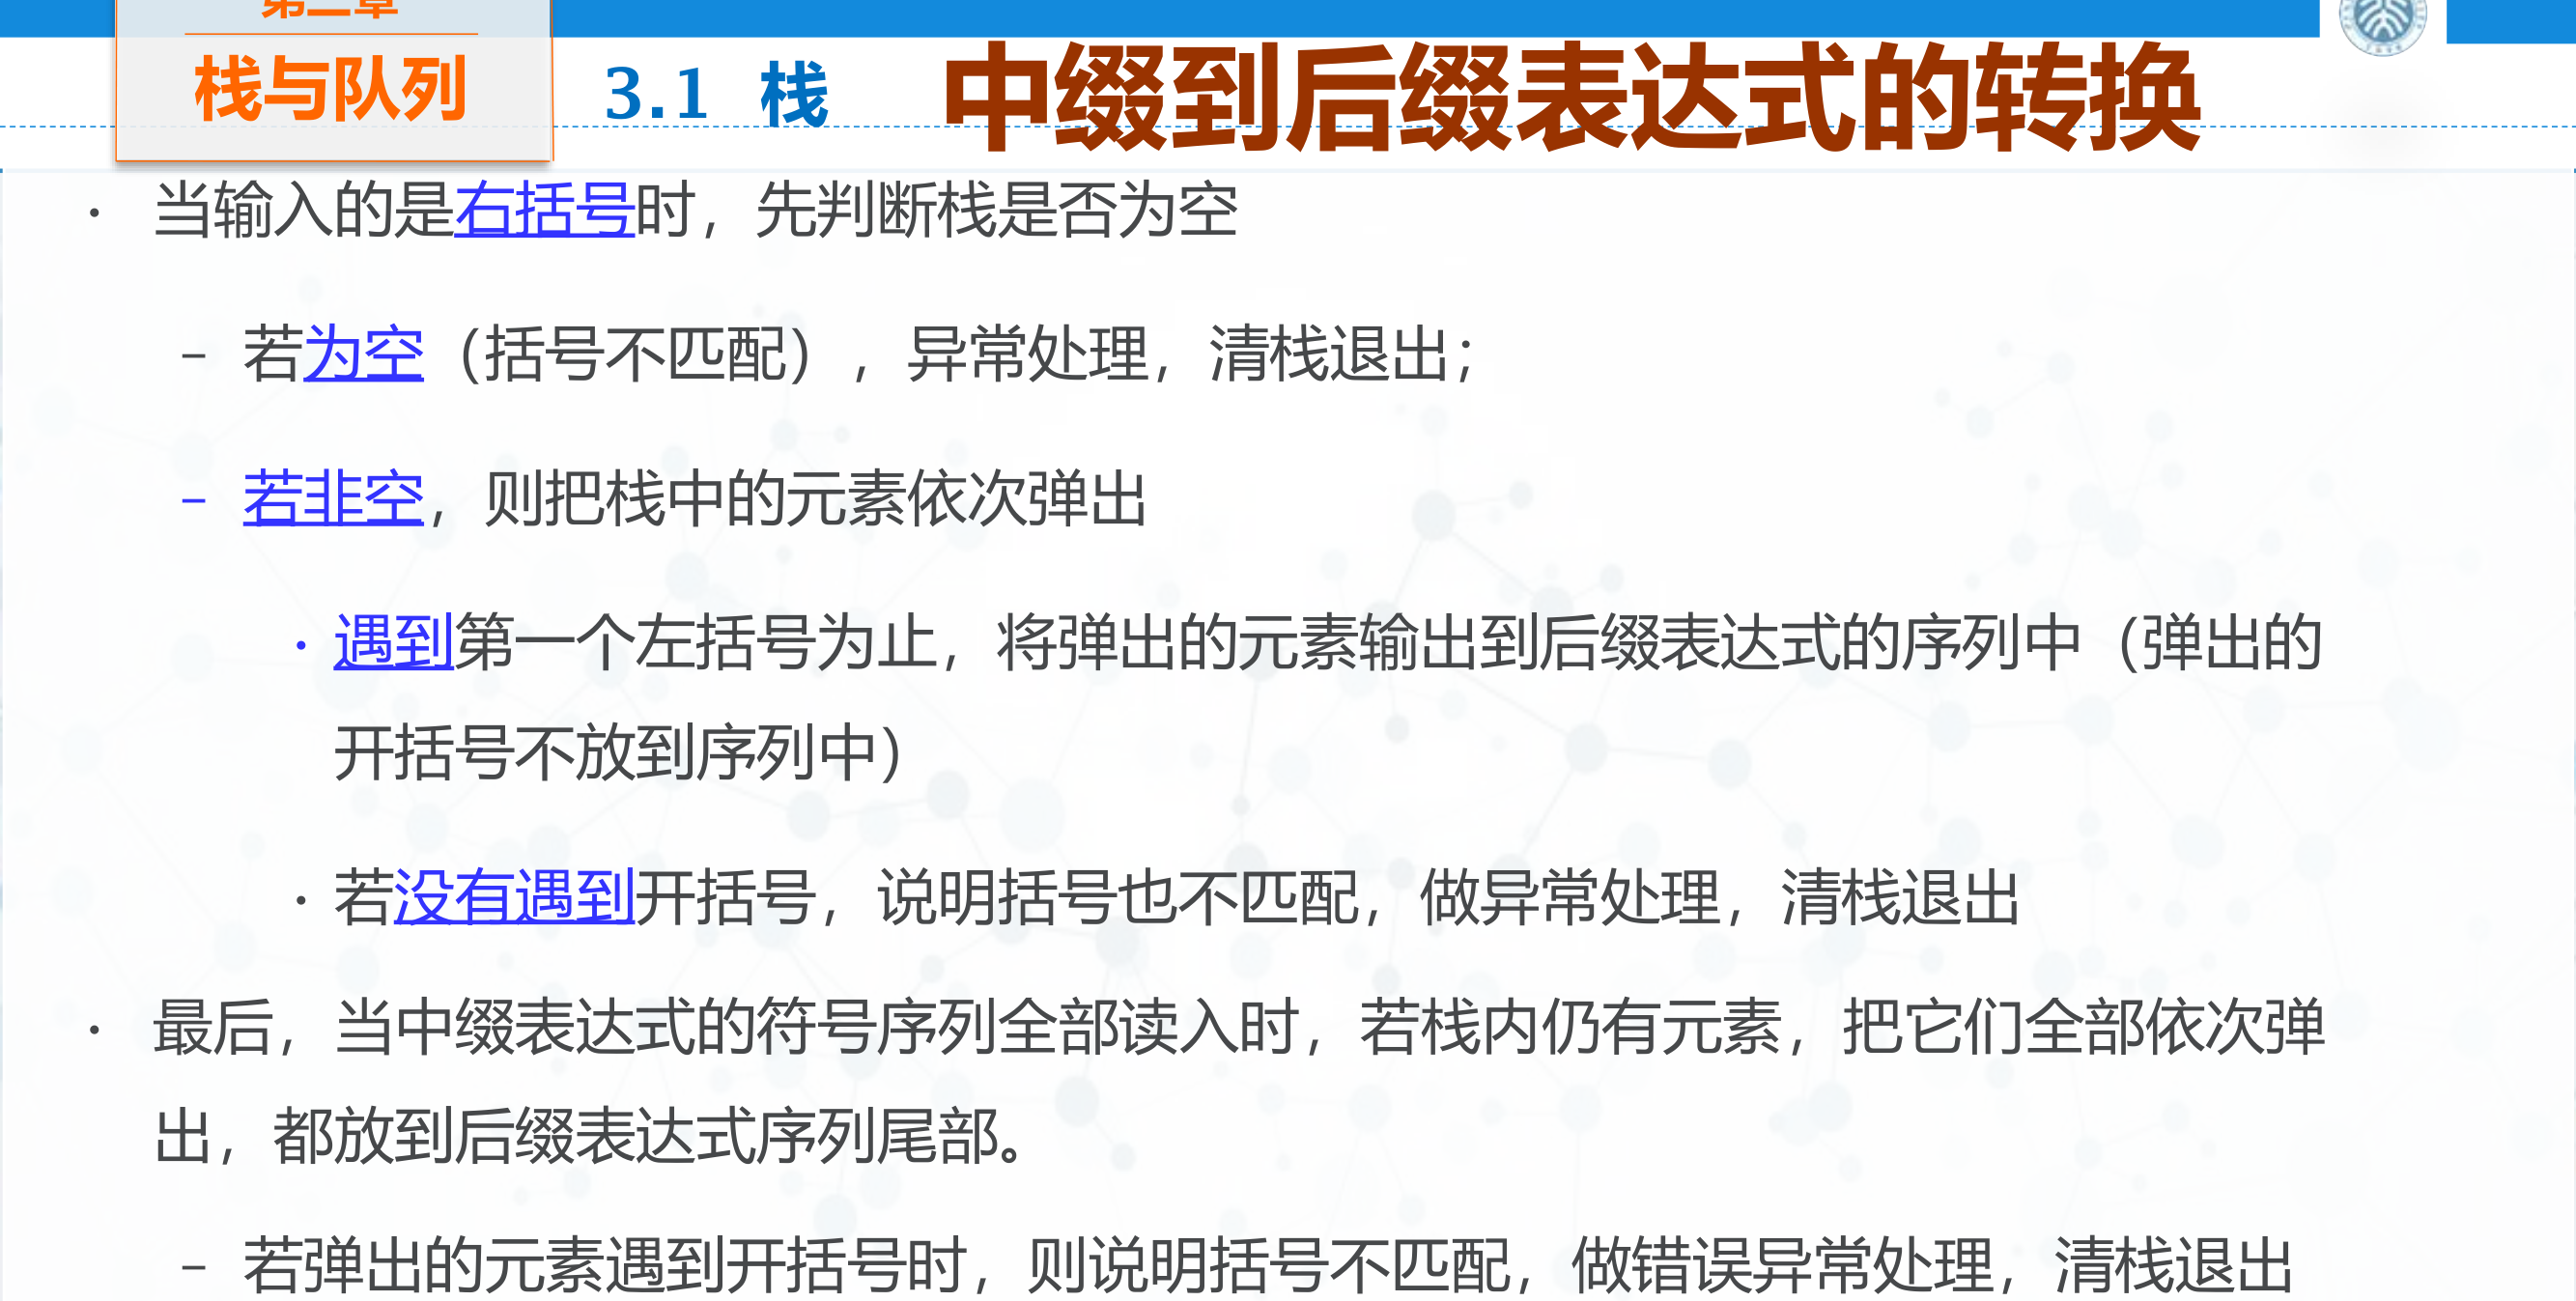 栈与队列
3.1 栈 中缀到后缀表达式的转换
· 当输入的是右括号时，先判断栈是否为空
– 若为空（括号不匹配），异常处理，清栈退出；
– 若非空，则把栈中的元素依次弹出
· 遇到第一个左括号为止，将弹出的元素输出到后缀表达式的序列中（弹出的
开括号不放到序列中）
· 若没有遇到开括号，说明括号也不匹配，做异常处理，清栈退出
· 最后，当中缀表达式的符号序列全部读入时，若栈内仍有元素，把它们全部依次弹
出，都放到后缀表达式序列尾部。
– 若弹出的元素遇到开括号时，则说明括号不匹配，做错误异常处理，清栈退出